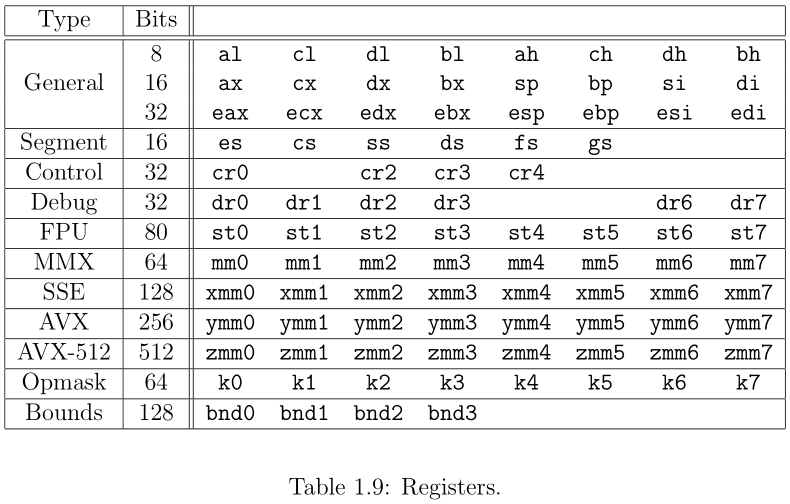 Type Bits
8 al cl dl bl ah ch dh bh
General 16 ax cx dx bx sp bp si di
32 eax ecx edx ebx esp ebp esi edi
Segment 16 es cs ss ds fs gs
Control 32 cr0 cr2 cr3 cr4
Debug 32 dr0 dr1 dr2 dr3 dr6 dr7
FPU 80 st0 st1 st2 st3 st4 st5 st6 st7
MMX 64 mm0 mm1 mm2 mm3 mm4 mm5 mm6 mm7
SSE 128 xmm0 xmm1 xmm2 xmm3 xmm4 xmm5 xmm6 xmm7
AVX 256 ymm0 ymm1 ymm2 ymm3 ymm4 ymm5 ymm6 ymm7
AVX-512 512 zmm0 zmm1 zmm2 zmm3 zmm4 zmm5 zmm6 zmm7
Opmask 64 k0 k1 k2 k3 k4 k5 k6 k7
Bounds 128 bnd0 bnd1 bnd2 bnd3
Table 1.9: Registers.